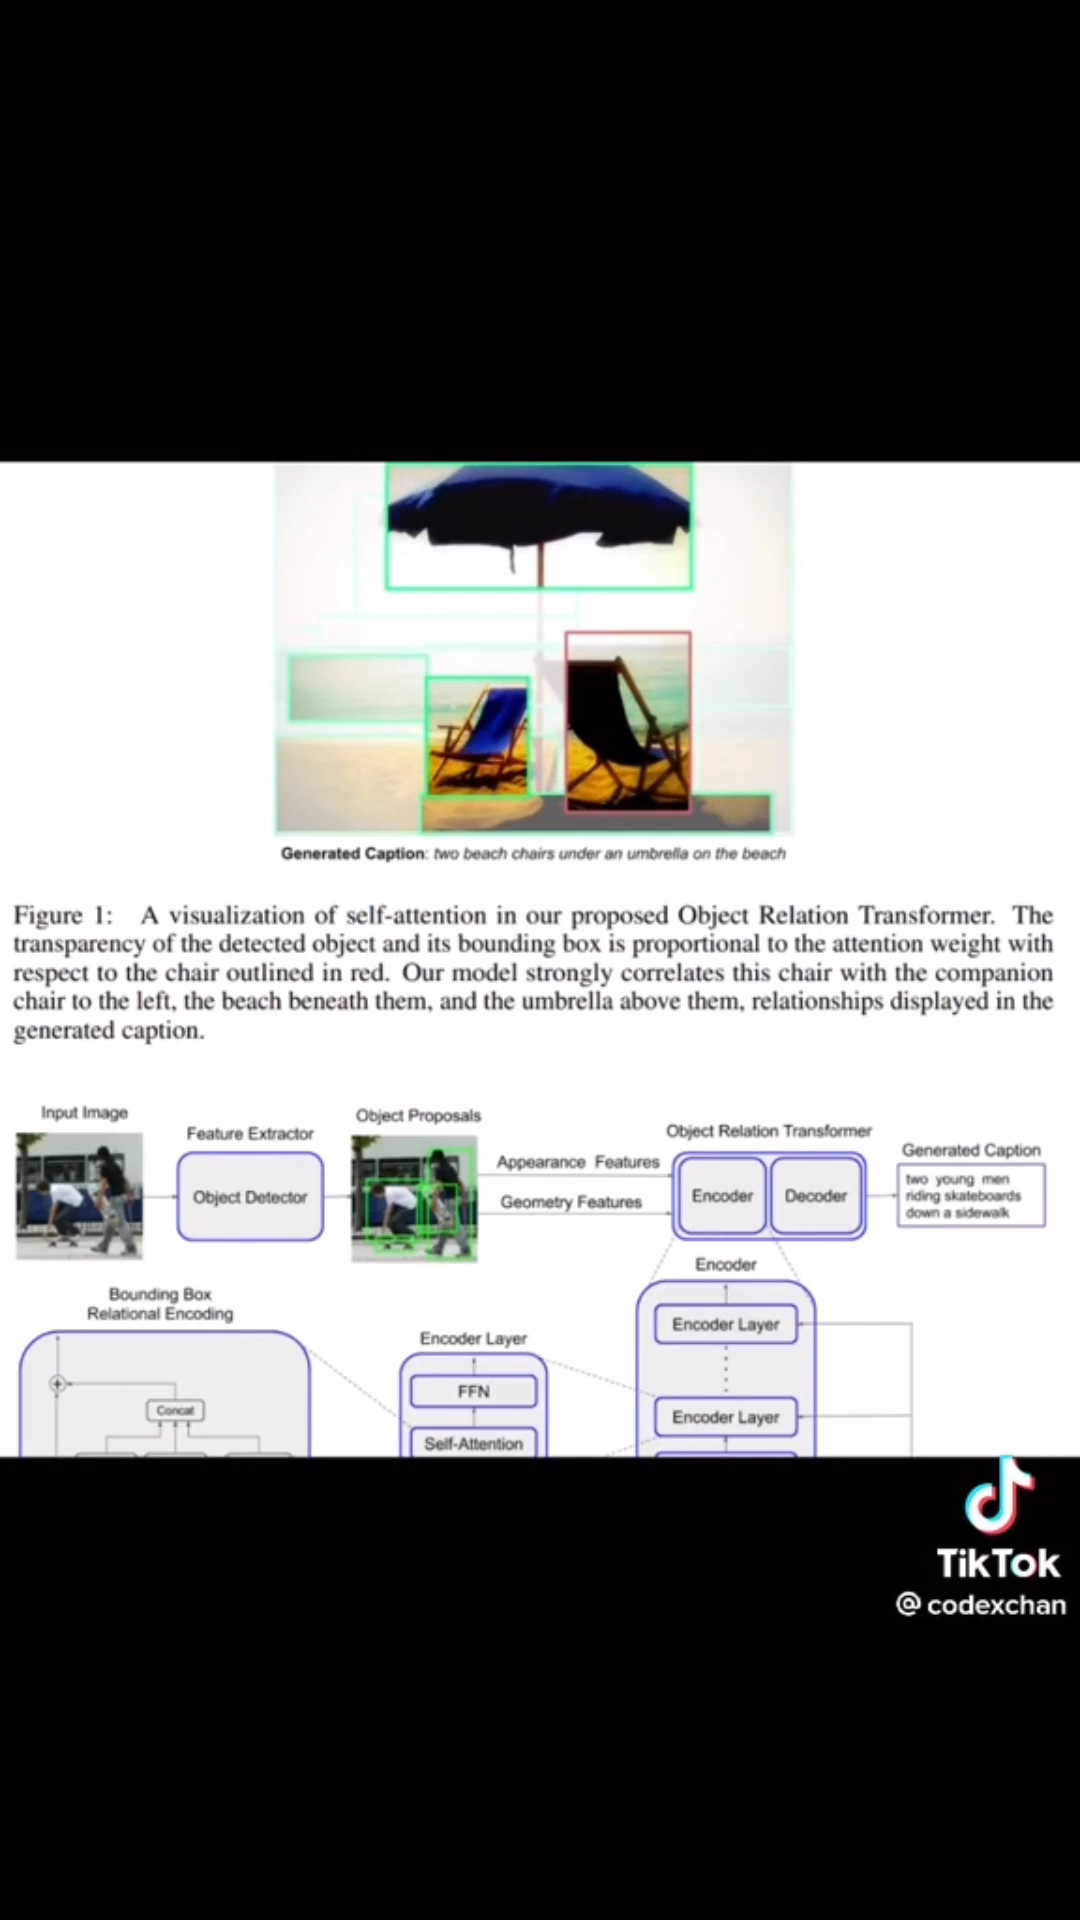 Generated Caption: two beach chairs under an umbrella on the beach
Figure 1: A visualization of self-attention in our proposed Object Relation Transformer. The
transparency of the detected object and its bounding box is proportional to the attention weight with
respect to the chair outlined in red. Our model strongly correlates this chair with the companion
chair to the left, the beach beneath them, and the umbrella above them, relationships displayed in the
generated caption.
Input Image
Feature Extractor
Object Detector
Object Proposals
Appearance Features
Geometry Features
Object Relation Transformer
Encoder
Decoder
Generated Caption
two young men
riding skateboards
down a sidewalk
Bounding Box
Relational Encoding
Concat
Encoder Layer
FFN
Self-Attention
Encoder
Encoder Layer
Encoder Layer
TikTok
@codexchan